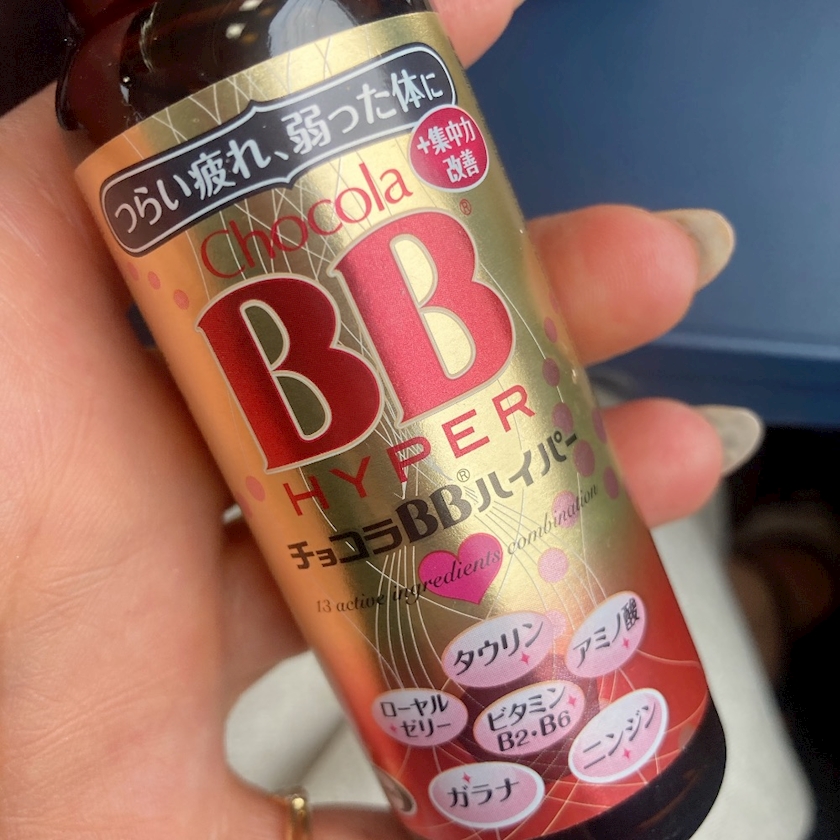 つらい疲れ、弱った体に
+集中力
改善
Chocola
BB®
HYPER
チョコラBB®ハイパー
13 active ingredients combination
タウリン
アミノ酸
ローヤル
ゼリー
ビタミン
B2・B6
ニンジン
ガラナ